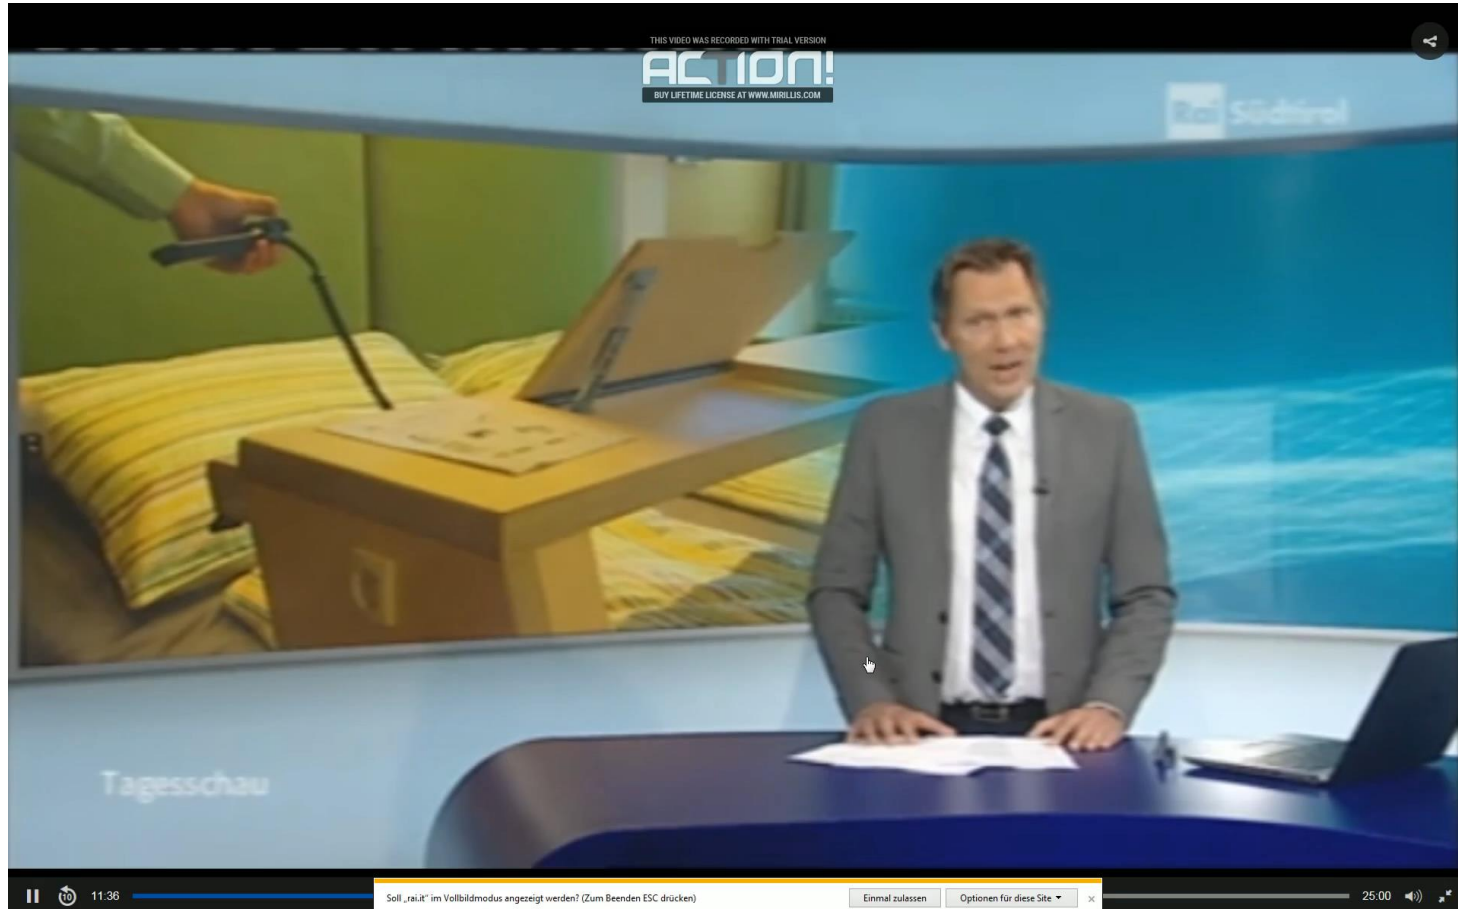 THIS VIDEO WAS RECORDED WITH TRIAL VERSION
ACTION!
BUY LIFETIME LICENSE AT WWW.MIRILLIS.COM
Rai Südtirol
Tagesschau
10
11:36
Soll „rai.it“ im Vollbildmodus angezeigt werden? (Zum Beenden ESC drücken)
Einmal zulassen
Optionen für diese Site
25:00